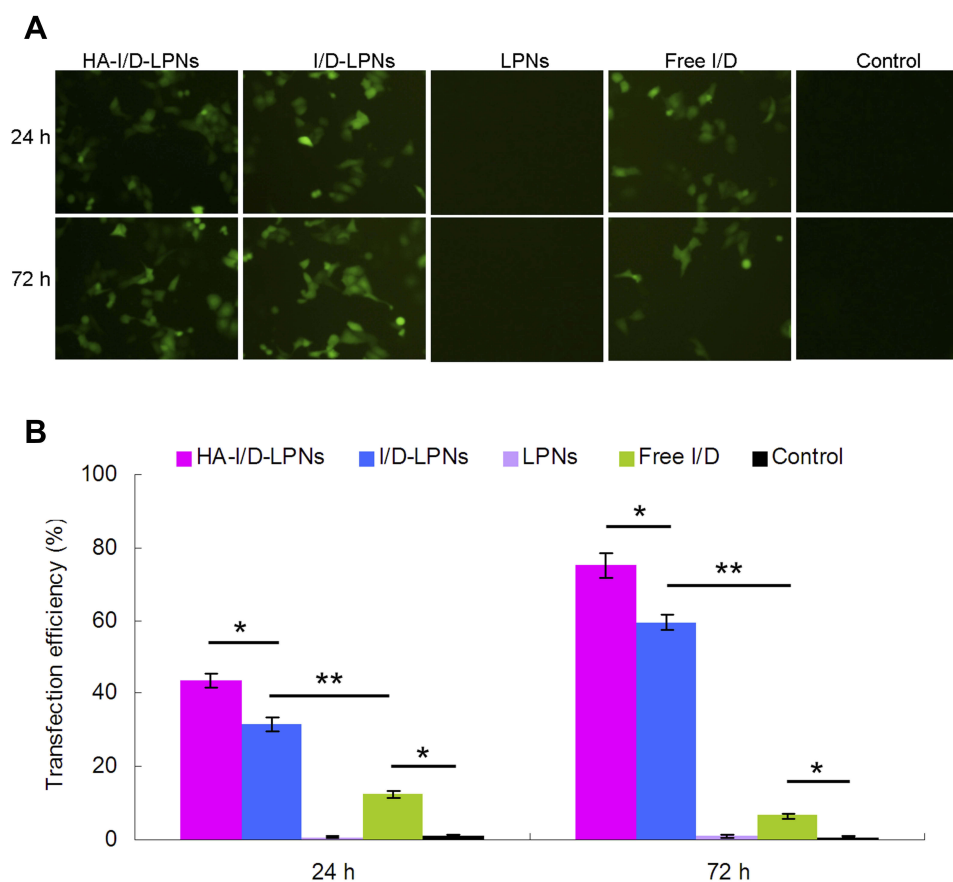 A
HA-I/D-LPNs I/D-LPNs LPNs Free I/D Control
24 h
72 h
B
HA-I/D-LPNs I/D-LPNs LPNs Free I/D Control
Transfection efficiency (%)
100
80
60
40
20
0
* ** *
* ** *
24 h 72 h